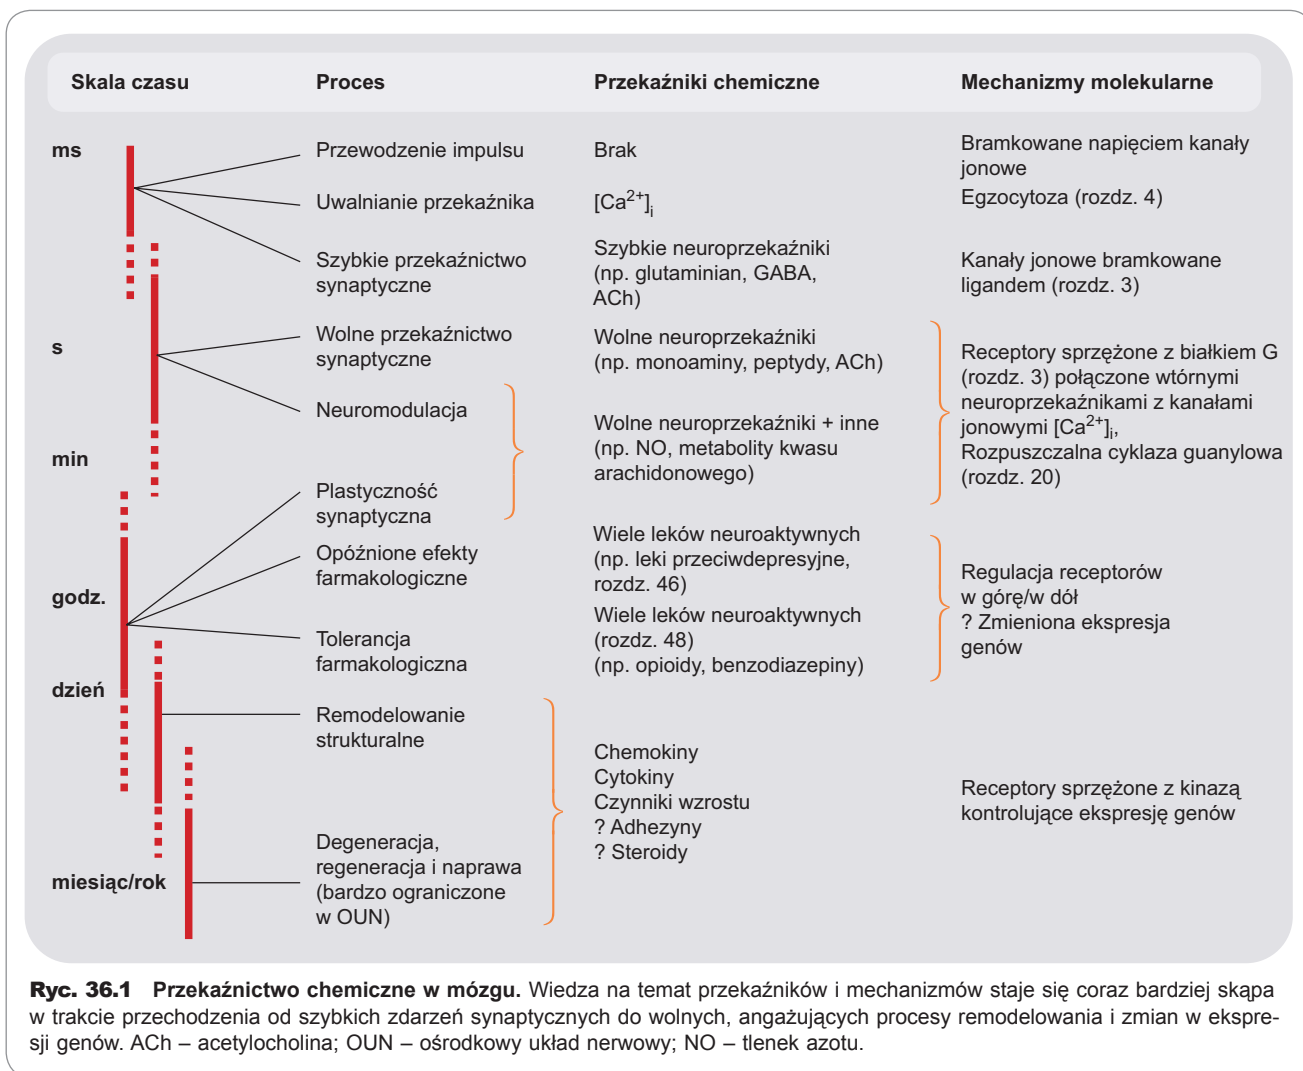 Skala czasu
Proces
Przekaźniki chemiczne
Mechanizmy molekularne
ms
Przewodzenie impulsu
Brak
Bramkowane napięciem kanały
jonowe
Uwalnianie przekaźnika
[Ca²⁺]ᵢ
Egzocytoza (rozdz. 4)
Szybkie przekaźnictwo
synaptyczne
Szybkie neuroprzekaźniki
(np. glutaminian, GABA,
ACh)
Kanały jonowe bramkowane
ligandem (rozdz. 3)
s
Wolne przekaźnictwo
synaptyczne
Wolne neuroprzekaźniki
(np. monoaminy, peptydy, ACh)
Receptory sprzężone z białkiem G
(rozdz. 3) połączone wtórnymi
neuroprzekaźnikami z kanałami
jonowymi [Ca²⁺]ᵢ,
Rozpuszczalna cyklaza guanylowa
(rozdz. 20)
Neuromodulacja
Wolne neuroprzekaźniki + inne
(np. NO, metabolity kwasu
arachidonowego)
min
Plastyczność
synaptyczna
Opóźnione efekty
farmakologiczne
Wiele leków neuroaktywnych
(np. leki przeciwdepresyjne,
rozdz. 46)
Regulacja receptorów
w górę/w dół
? Zmieniona ekspresja
genów
godz.
Tolerancja
farmakologiczna
Wiele leków neuroaktywnych
(rozdz. 48)
(np. opioidy, benzodiazepiny)
dzień
Remodelowanie
strukturalne
Chemokiny
Cytokiny
Czynniki wzrostu
? Adhezyny
? Steroidy
Receptory sprzężone z kinazą
kontrolujące ekspresję genów
miesiąc/rok
Degeneracja,
regeneracja i naprawa
(bardzo ograniczone
w OUN)
Ryc. 36.1 Przekaźnictwo chemiczne w mózgu. Wiedza na temat przekaźników i mechanizmów staje się coraz bardziej skąpa
w trakcie przechodzenia od szybkich zdarzeń synaptycznych do wolnych, angażujących procesy remodelowania i zmian w ekspre-
sji genów. ACh – acetylocholina; OUN – ośrodkowy układ nerwowy; NO – tlenek azotu.